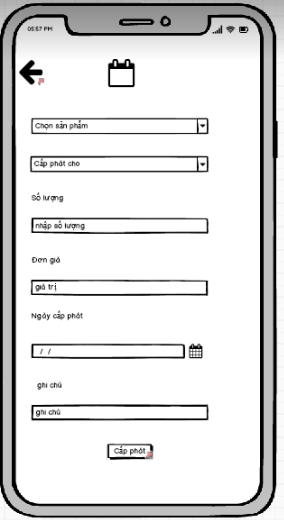 05:57 PM
Chọn sản phẩm
Cấp phát cho
Số lượng
nhập số lượng
Đơn giá
giá trị
Ngày cấp phát
/ /
ghi chú
ghi chú
Cấp phát